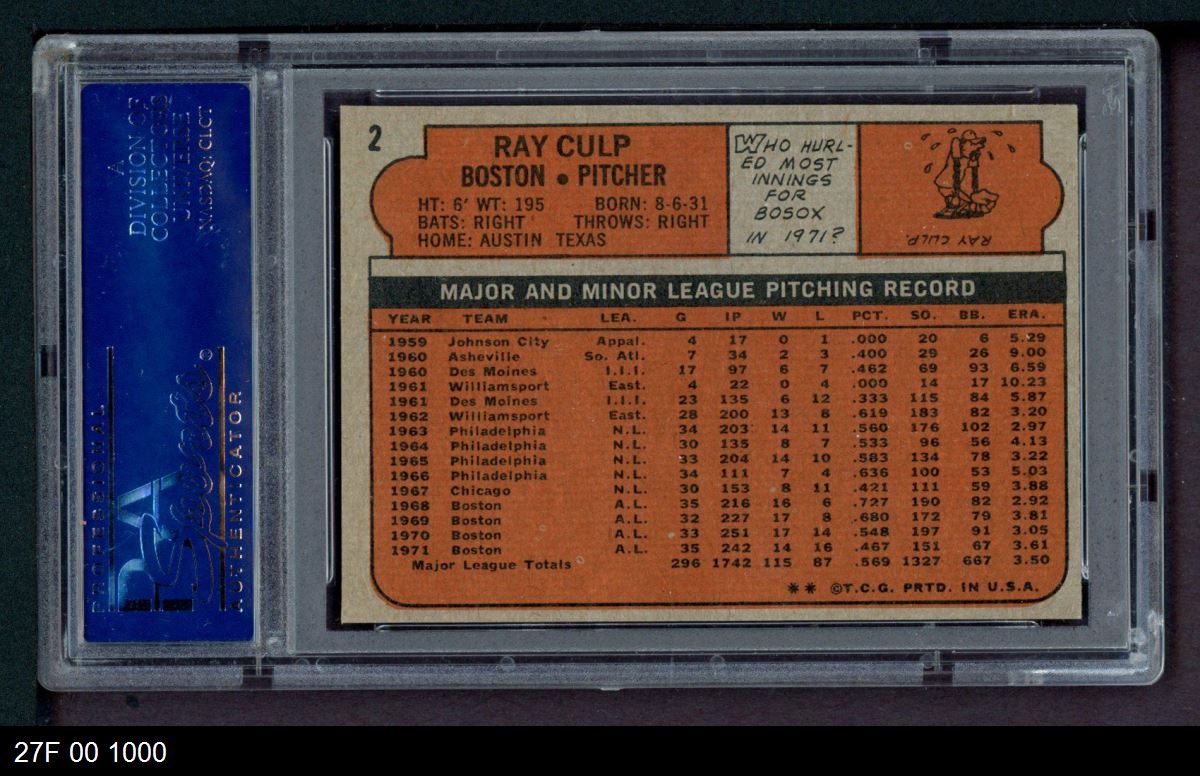 A
DIVISION OF
COLLECTORS
UNIVERSE
NASDAQ: CLCT
PROFESSIONAL
PSA
Sports
®
AUTHENTICATOR
2
RAY CULP
BOSTON • PITCHER
HT: 6' WT: 195 BORN: 8-6-31
BATS: RIGHT THROWS: RIGHT
HOME: AUSTIN TEXAS
WHO HURL-
ED MOST
INNINGS
FOR
BOSOX
IN 1971?
RAY CULP.
MAJOR AND MINOR LEAGUE PITCHING RECORD
YEAR TEAM LEA. G IP W L PCT. SO. BB. ERA.
1959 Johnson City Appal. 4 17 0 1 .000 20 6 5.29
1960 Asheville So. Atl. 7 34 2 3 .400 29 26 9.00
1960 Des Moines I.I.I. 17 97 6 7 .462 69 93 6.59
1961 Williamsport East. 4 22 0 4 .000 14 17 10.23
1961 Des Moines I.I.I. 23 135 6 12 .333 115 84 5.87
1962 Williamsport East. 28 200 13 8 .619 183 82 3.20
1963 Philadelphia N.L. 34 203 14 11 .560 176 102 2.97
1964 Philadelphia N.L. 30 135 8 7 .533 96 56 4.13
1965 Philadelphia N.L. 33 204 14 10 .583 134 78 3.22
1966 Philadelphia N.L. 34 111 7 4 .636 100 53 5.03
1967 Chicago N.L. 30 153 8 11 .421 111 59 3.88
1968 Boston A.L. 35 216 16 6 .727 190 82 2.92
1969 Boston A.L. 32 227 17 8 .680 172 79 3.81
1970 Boston A.L. 33 251 17 14 .548 197 91 3.05
1971 Boston A.L. 35 242 14 16 .467 151 67 3.61
Major League Totals 296 1742 115 87 .569 1327 667 3.50
** ©T.C.G. PRTD. IN U.S.A.
27F 00 1000